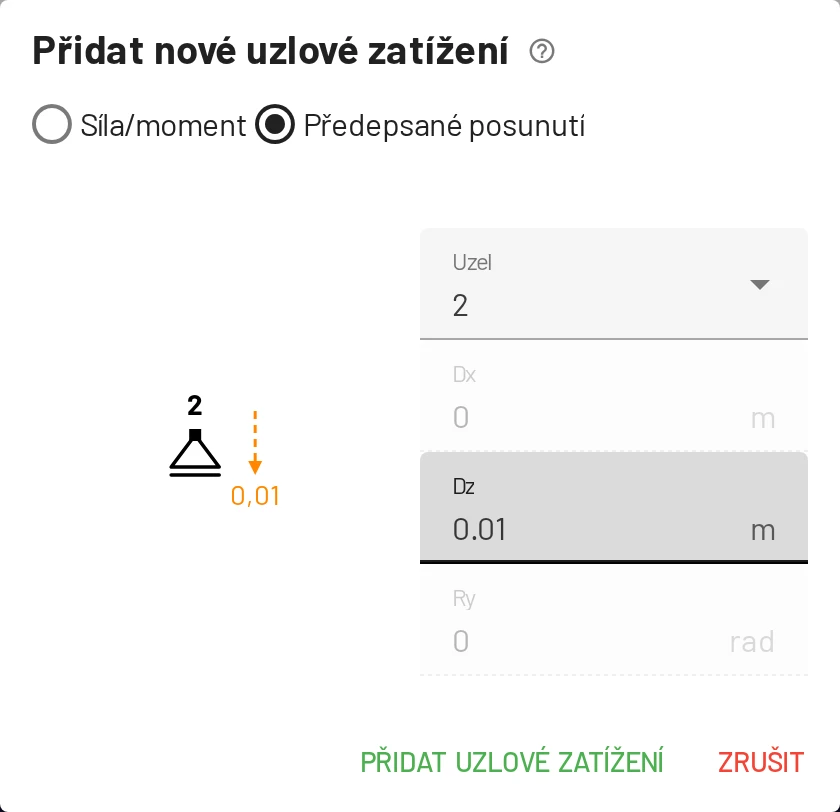 Přidat nové uzlové zatížení
Síla/moment Předepsané posunutí
Uzel
2
Dx
0 m
2
0,01
Dz
0.01 m
Ry
0 rad
PŘIDAT UZLOVÉ ZATÍŽENÍ ZRUŠIT